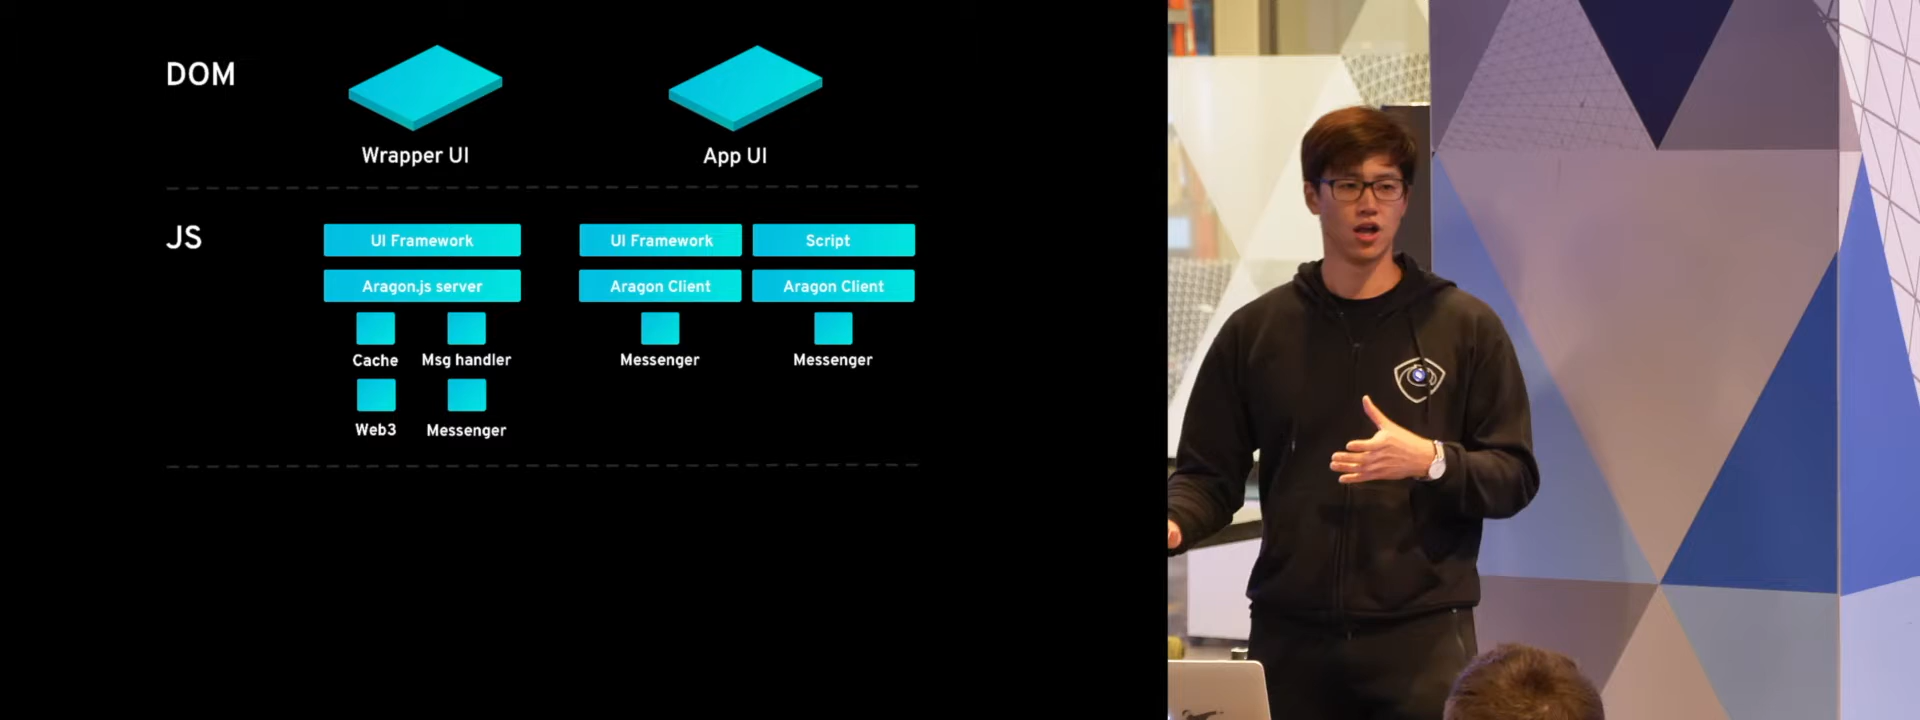 DOM
Wrapper UI
App UI
JS
UI Framework
UI Framework
Script
Aragon.js server
Aragon Client
Aragon Client
Cache
Msg handler
Messenger
Messenger
Web3
Messenger